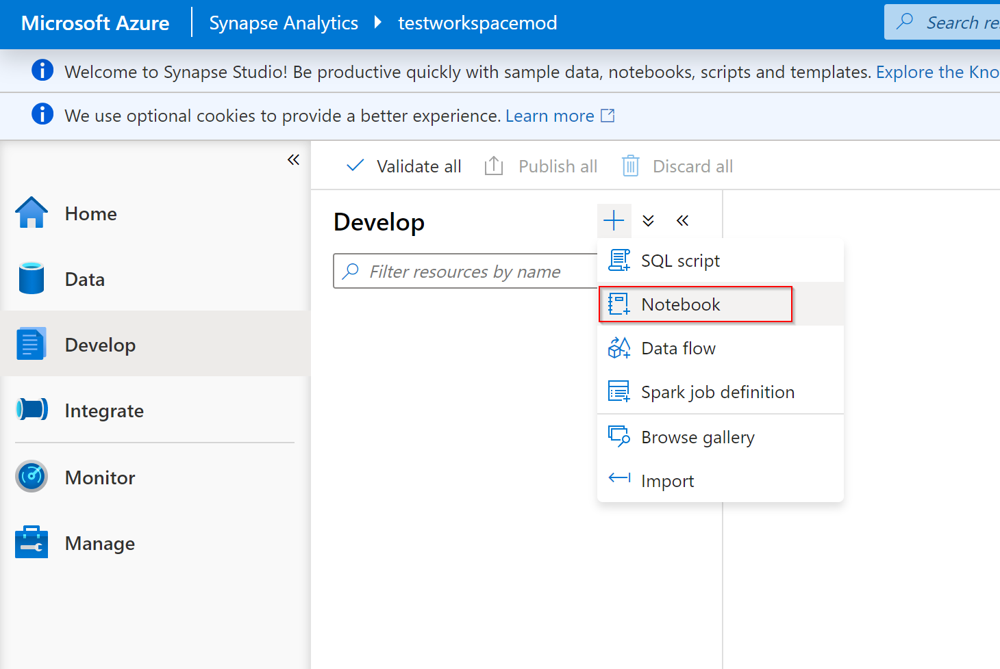 Microsoft Azure Synapse Analytics testworkspacemod Search
Welcome to Synapse Studio! Be productive quickly with sample data, notebooks, scripts and templates. Explore the
We use optional cookies to provide a better experience. Learn more
Validate all Publish all Discard all
Home
Data
Develop
Integrate
Monitor
Manage
Develop
Filter resources by name
SQL script
Notebook
Data flow
Spark job definition
Browse gallery
Import